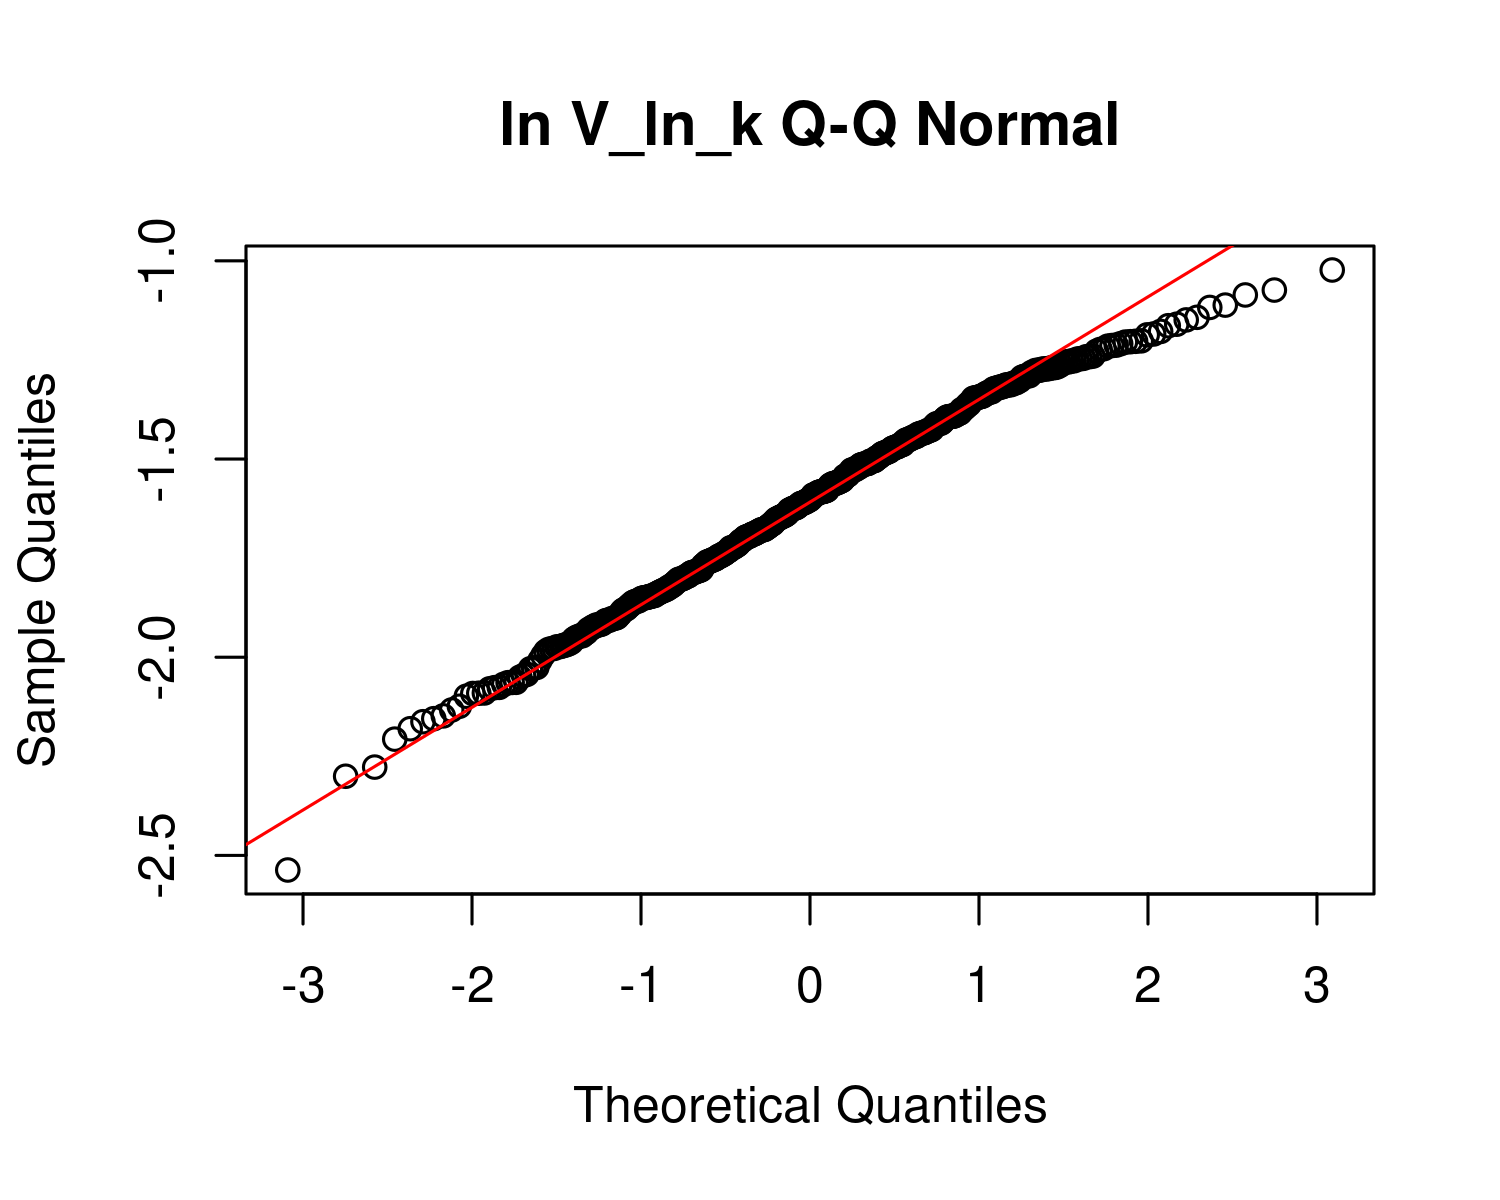 ln V_ln_k Q-Q Normal
Sample Quantiles
-1.0
-1.5
-2.0
-2.5
-3 -2 -1 0 1 2 3
Theoretical Quantiles